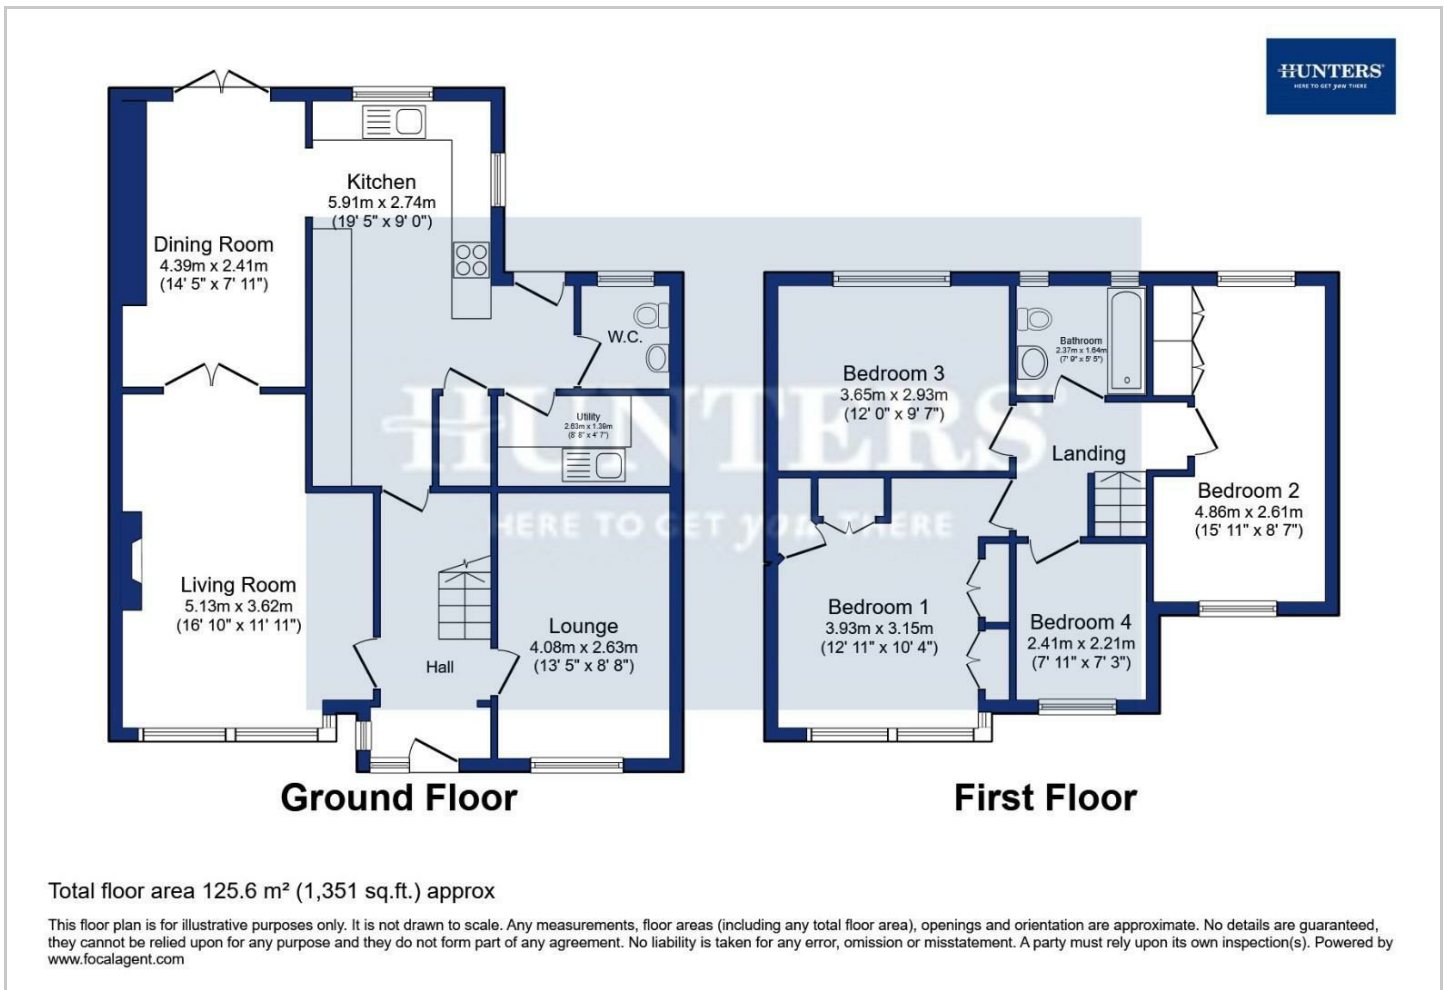 HUNTERS
HERE TO GET you THERE
Kitchen
5.91m x 2.74m
(19' 5" x 9' 0")
Dining Room
4.39m x 2.41m
(14' 5" x 7' 11")
W.C.
Utility
2.63m x 1.39m
(8' 8" x 4' 7")
Living Room
5.13m x 3.62m
(16' 10" x 11' 11")
Hall
Lounge
4.08m x 2.63m
(13' 5" x 8' 8")
Ground Floor
Bedroom 3
3.65m x 2.93m
(12' 0" x 9' 7")
Bathroom
2.37m x 1.64m
(7' 9" x 5' 5")
Landing
Bedroom 2
4.86m x 2.61m
(15' 11" x 8' 7")
Bedroom 1
3.93m x 3.15m
(12' 11" x 10' 4")
Bedroom 4
2.41m x 2.21m
(7' 11" x 7' 3")
First Floor
HUNTERS
HERE TO GET you THERE
Total floor area 125.6 m² (1,351 sq.ft.) approx
This floor plan is for illustrative purposes only. It is not drawn to scale. Any measurements, floor areas (including any total floor area), openings and orientation are approximate. No details are guaranteed,
they cannot be relied upon for any purpose and they do not form part of any agreement. No liability is taken for any error, omission or misstatement. A party must rely upon its own inspection(s). Powered by
www.focalagent.com